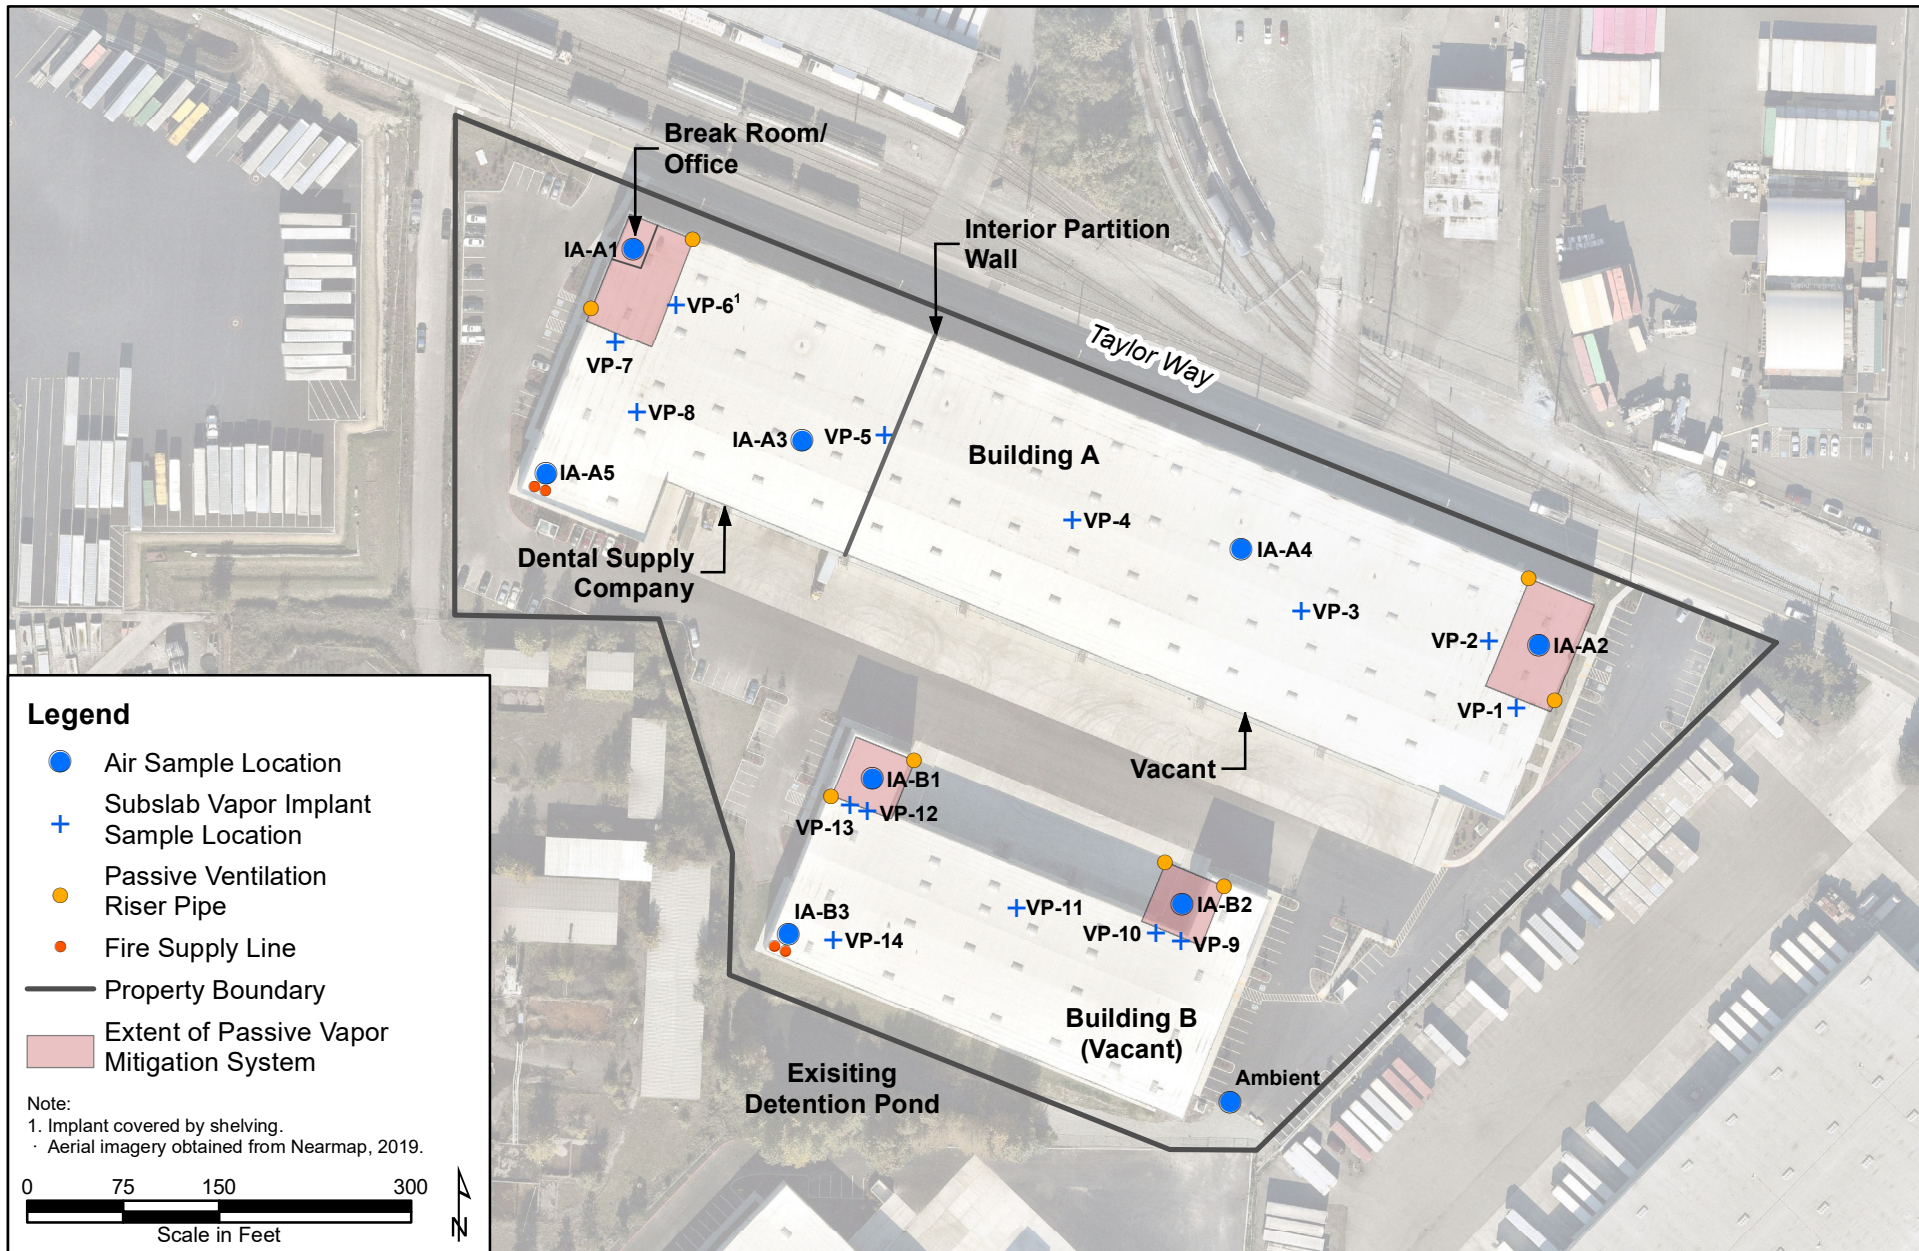 Break Room/
Office
IA-A1
VP-6¹
VP-7
VP-8
IA-A5
IA-A3
VP-5
Interior Partition
Wall
Taylor Way
Building A
VP-4
IA-A4
VP-3
VP-2
IA-A2
VP-1
Dental Supply
Company
Vacant
IA-B1
VP-13
VP-12
IA-B3
VP-14
VP-11
IA-B2
VP-10
VP-9
Building B
(Vacant)
Exisiting
Detention Pond
Ambient
Legend
Air Sample Location
Subslab Vapor Implant
Sample Location
Passive Ventilation
Riser Pipe
Fire Supply Line
Property Boundary
Extent of Passive Vapor
Mitigation System
Note:
1. Implant covered by shelving.
· Aerial imagery obtained from Nearmap, 2019.
0 75 150 300
Scale in Feet
N